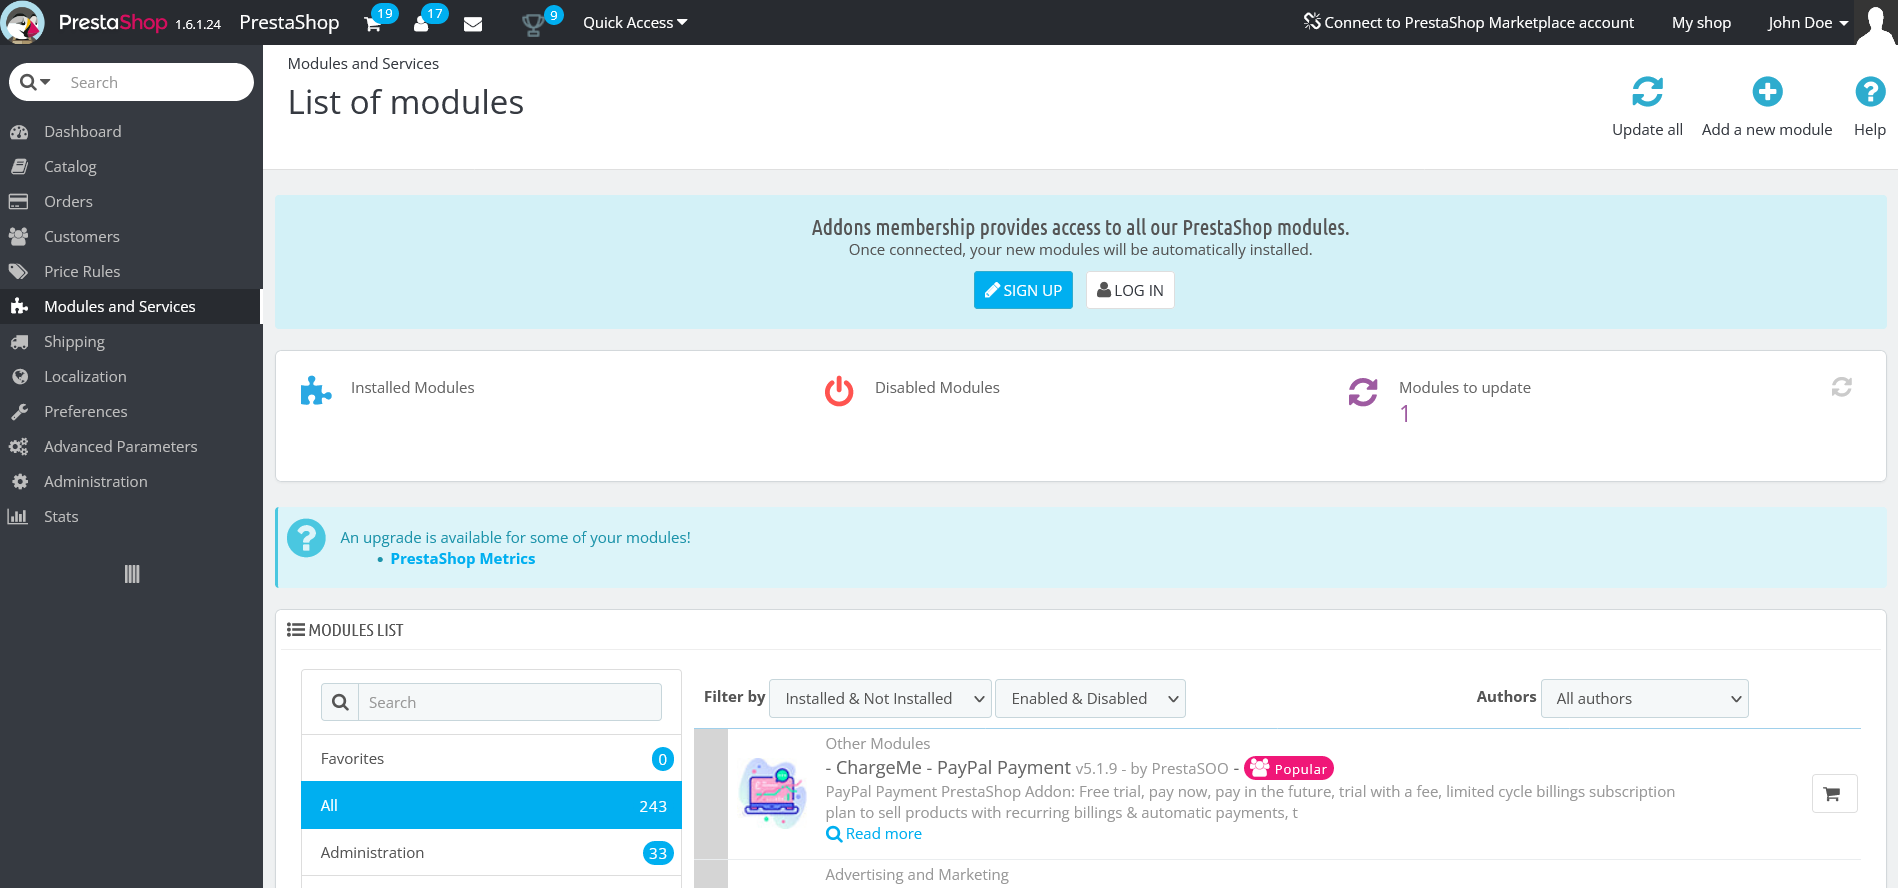 PrestaShop 1.6.1.24 PrestaShop 19 17 9 Quick Access Connect to PrestaShop Marketplace account My shop John Doe
Search
Dashboard
Catalog
Orders
Customers
Price Rules
Modules and Services
Shipping
Localization
Preferences
Advanced Parameters
Administration
Stats
Modules and Services
List of modules
Update all Add a new module Help
Addons membership provides access to all our PrestaShop modules.
Once connected, your new modules will be automatically installed.
SIGN UP LOG IN
Installed Modules
Disabled Modules
Modules to update
1
An upgrade is available for some of your modules!
• PrestaShop Metrics
MODULES LIST
Search
Favorites 0
All 243
Administration 33
Filter by Installed & Not Installed Enabled & Disabled Authors All authors
Other Modules
- ChargeMe - PayPal Payment v5.1.9 - by PrestaSOO - Popular
PayPal Payment PrestaShop Addon: Free trial, pay now, pay in the future, trial with a fee, limited cycle billings subscription
plan to sell products with recurring billings & automatic payments, t
Read more
Advertising and Marketing